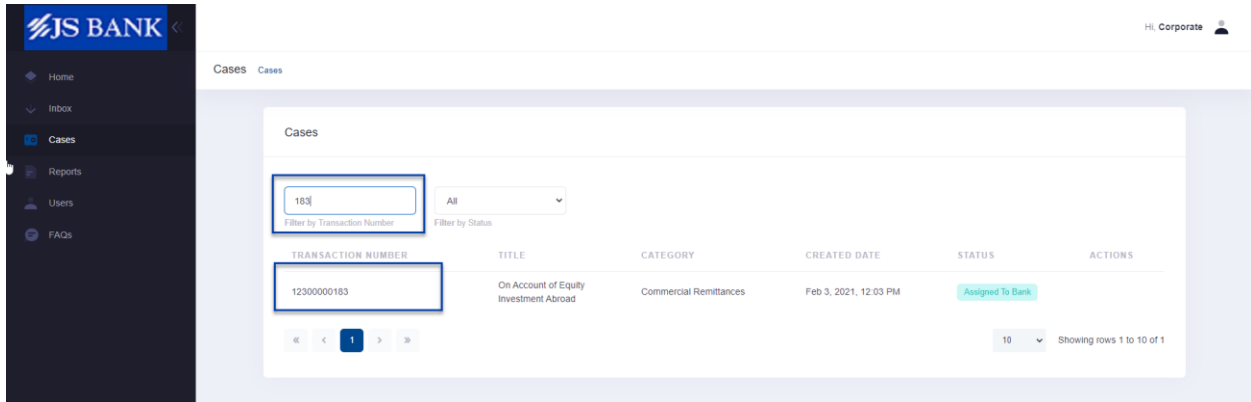 JS BANK
Hi, Corporate
Home
Inbox
Cases
Reports
Users
FAQs
Cases Cases
Cases
183 All
Filter by Transaction Number Filter by Status
TRANSACTION NUMBER TITLE CATEGORY CREATED DATE STATUS ACTIONS
12300000183 On Account of Equity Investment Abroad Commercial Remittances Feb 3, 2021, 12:03 PM Assigned To Bank
« < 1 > » 10 Showing rows 1 to 10 of 1